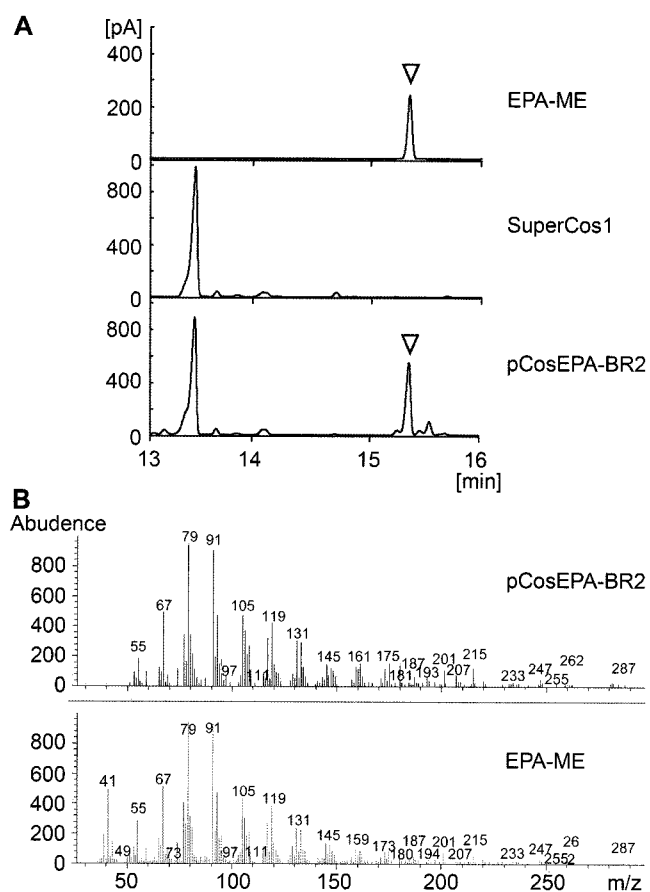 A
[pA]
400
200
0
EPA-ME
800
400
0
SuperCos1
800
400
0
pCosEPA-BR2
13 14 15 16
[min]
B
Abudence
800
600
400
200
0
55 67 79 91 97 105 111 119 131 145 161 175 181 187 193 201 207 215 233 247 255 262 287
pCosEPA-BR2
800
600
400
200
0
41 49 55 67 73 79 91 97 105 111 119 131 145 159 173 180 187 194 201 207 215 233 247 2552 26 287
EPA-ME
50 100 150 200 250 m/z